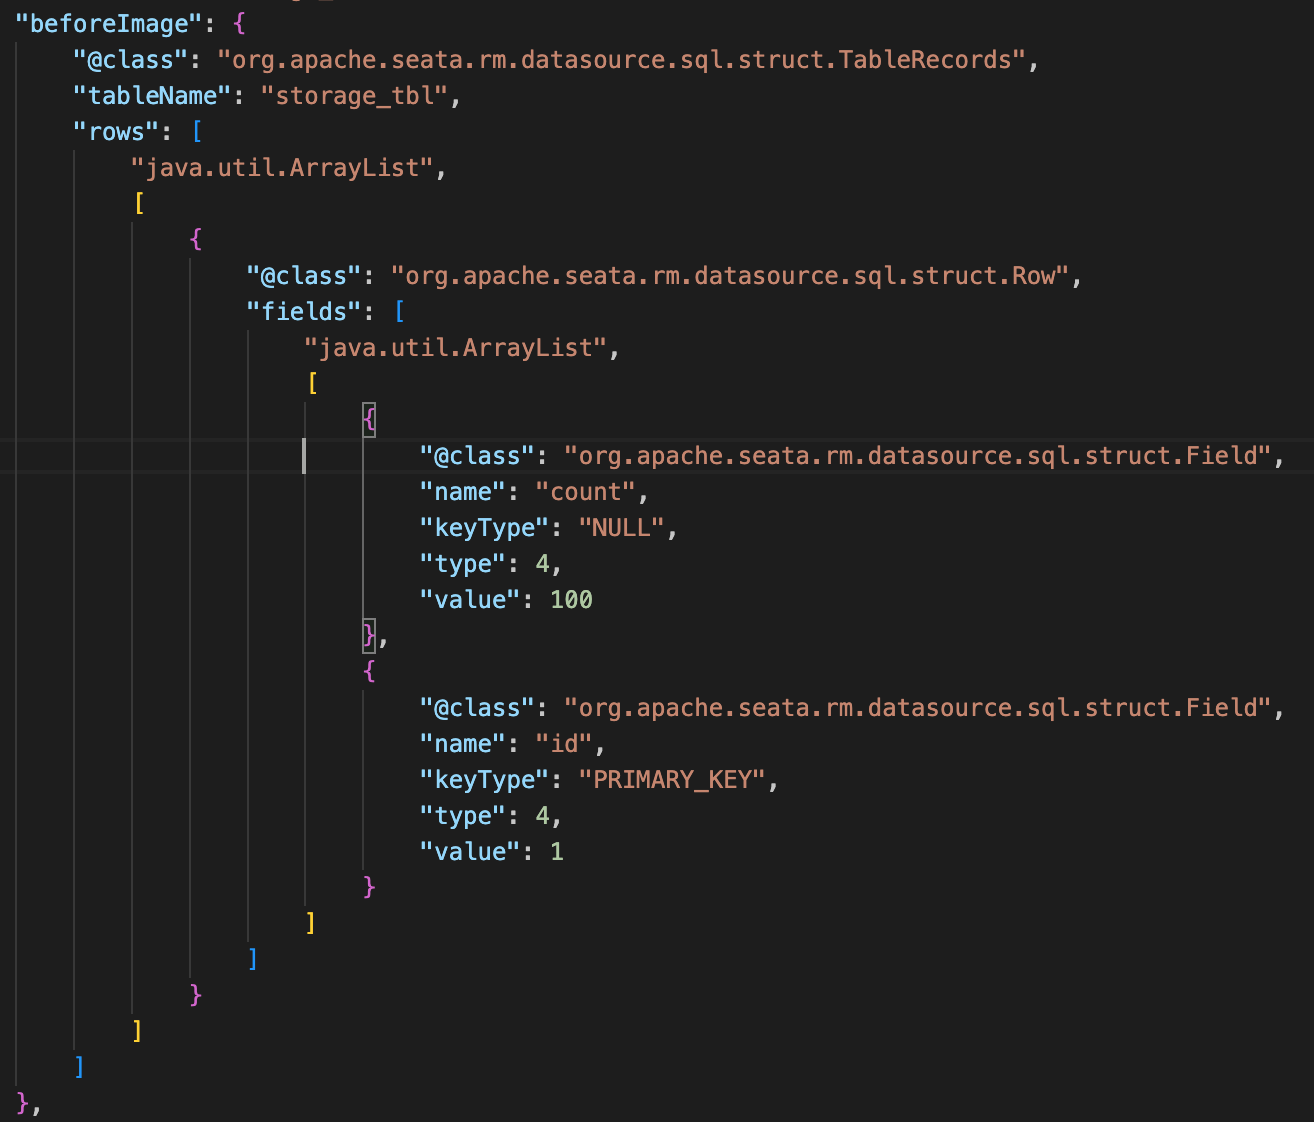 "beforeImage": {
"@class": "org.apache.seata.rm.datasource.sql.struct.TableRecords",
"tableName": "storage_tbl",
"rows": [
"java.util.ArrayList",
[
{
"@class": "org.apache.seata.rm.datasource.sql.struct.Row",
"fields": [
"java.util.ArrayList",
[
{
"@class": "org.apache.seata.rm.datasource.sql.struct.Field",
"name": "count",
"keyType": "NULL",
"type": 4,
"value": 100
},
{
"@class": "org.apache.seata.rm.datasource.sql.struct.Field",
"name": "id",
"keyType": "PRIMARY_KEY",
"type": 4,
"value": 1
}
]
]
}
]
]
},